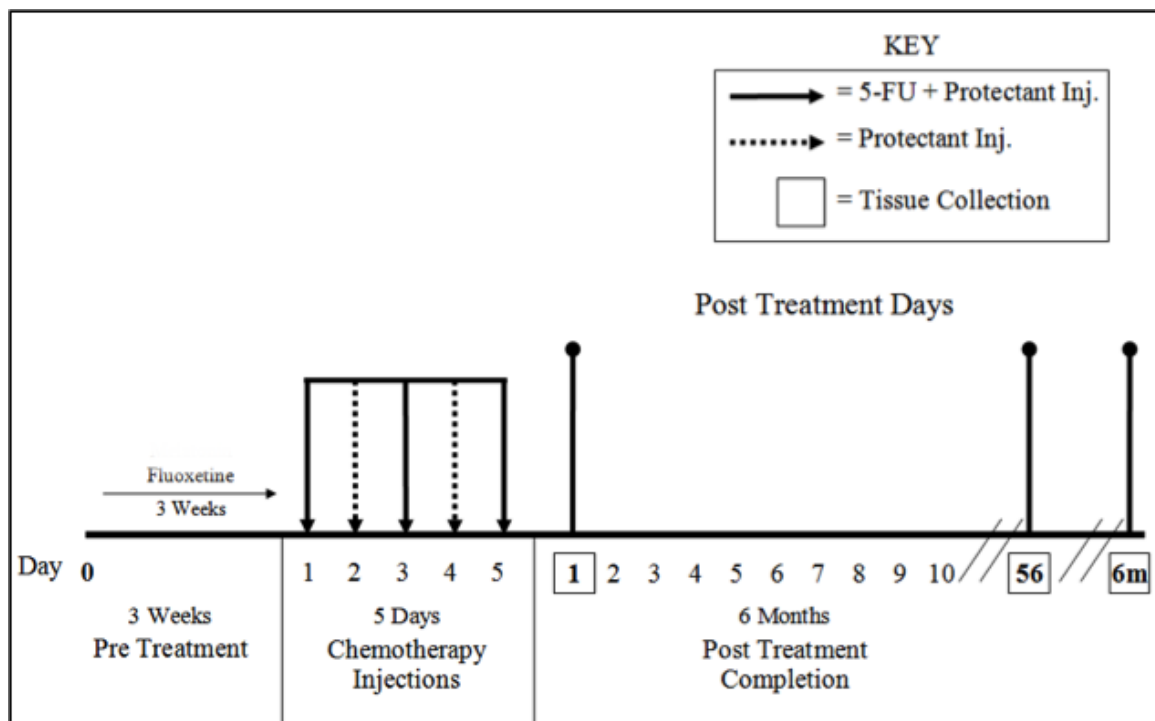 KEY
= 5-FU + Protectant Inj.
= Protectant Inj.
= Tissue Collection
Post Treatment Days
Fluoxetine
3 Weeks
Day 0 1 2 3 4 5 1 2 3 4 5 6 7 8 9 10 56 6m
3 Weeks
Pre Treatment
5 Days
Chemotherapy
Injections
6 Months
Post Treatment
Completion